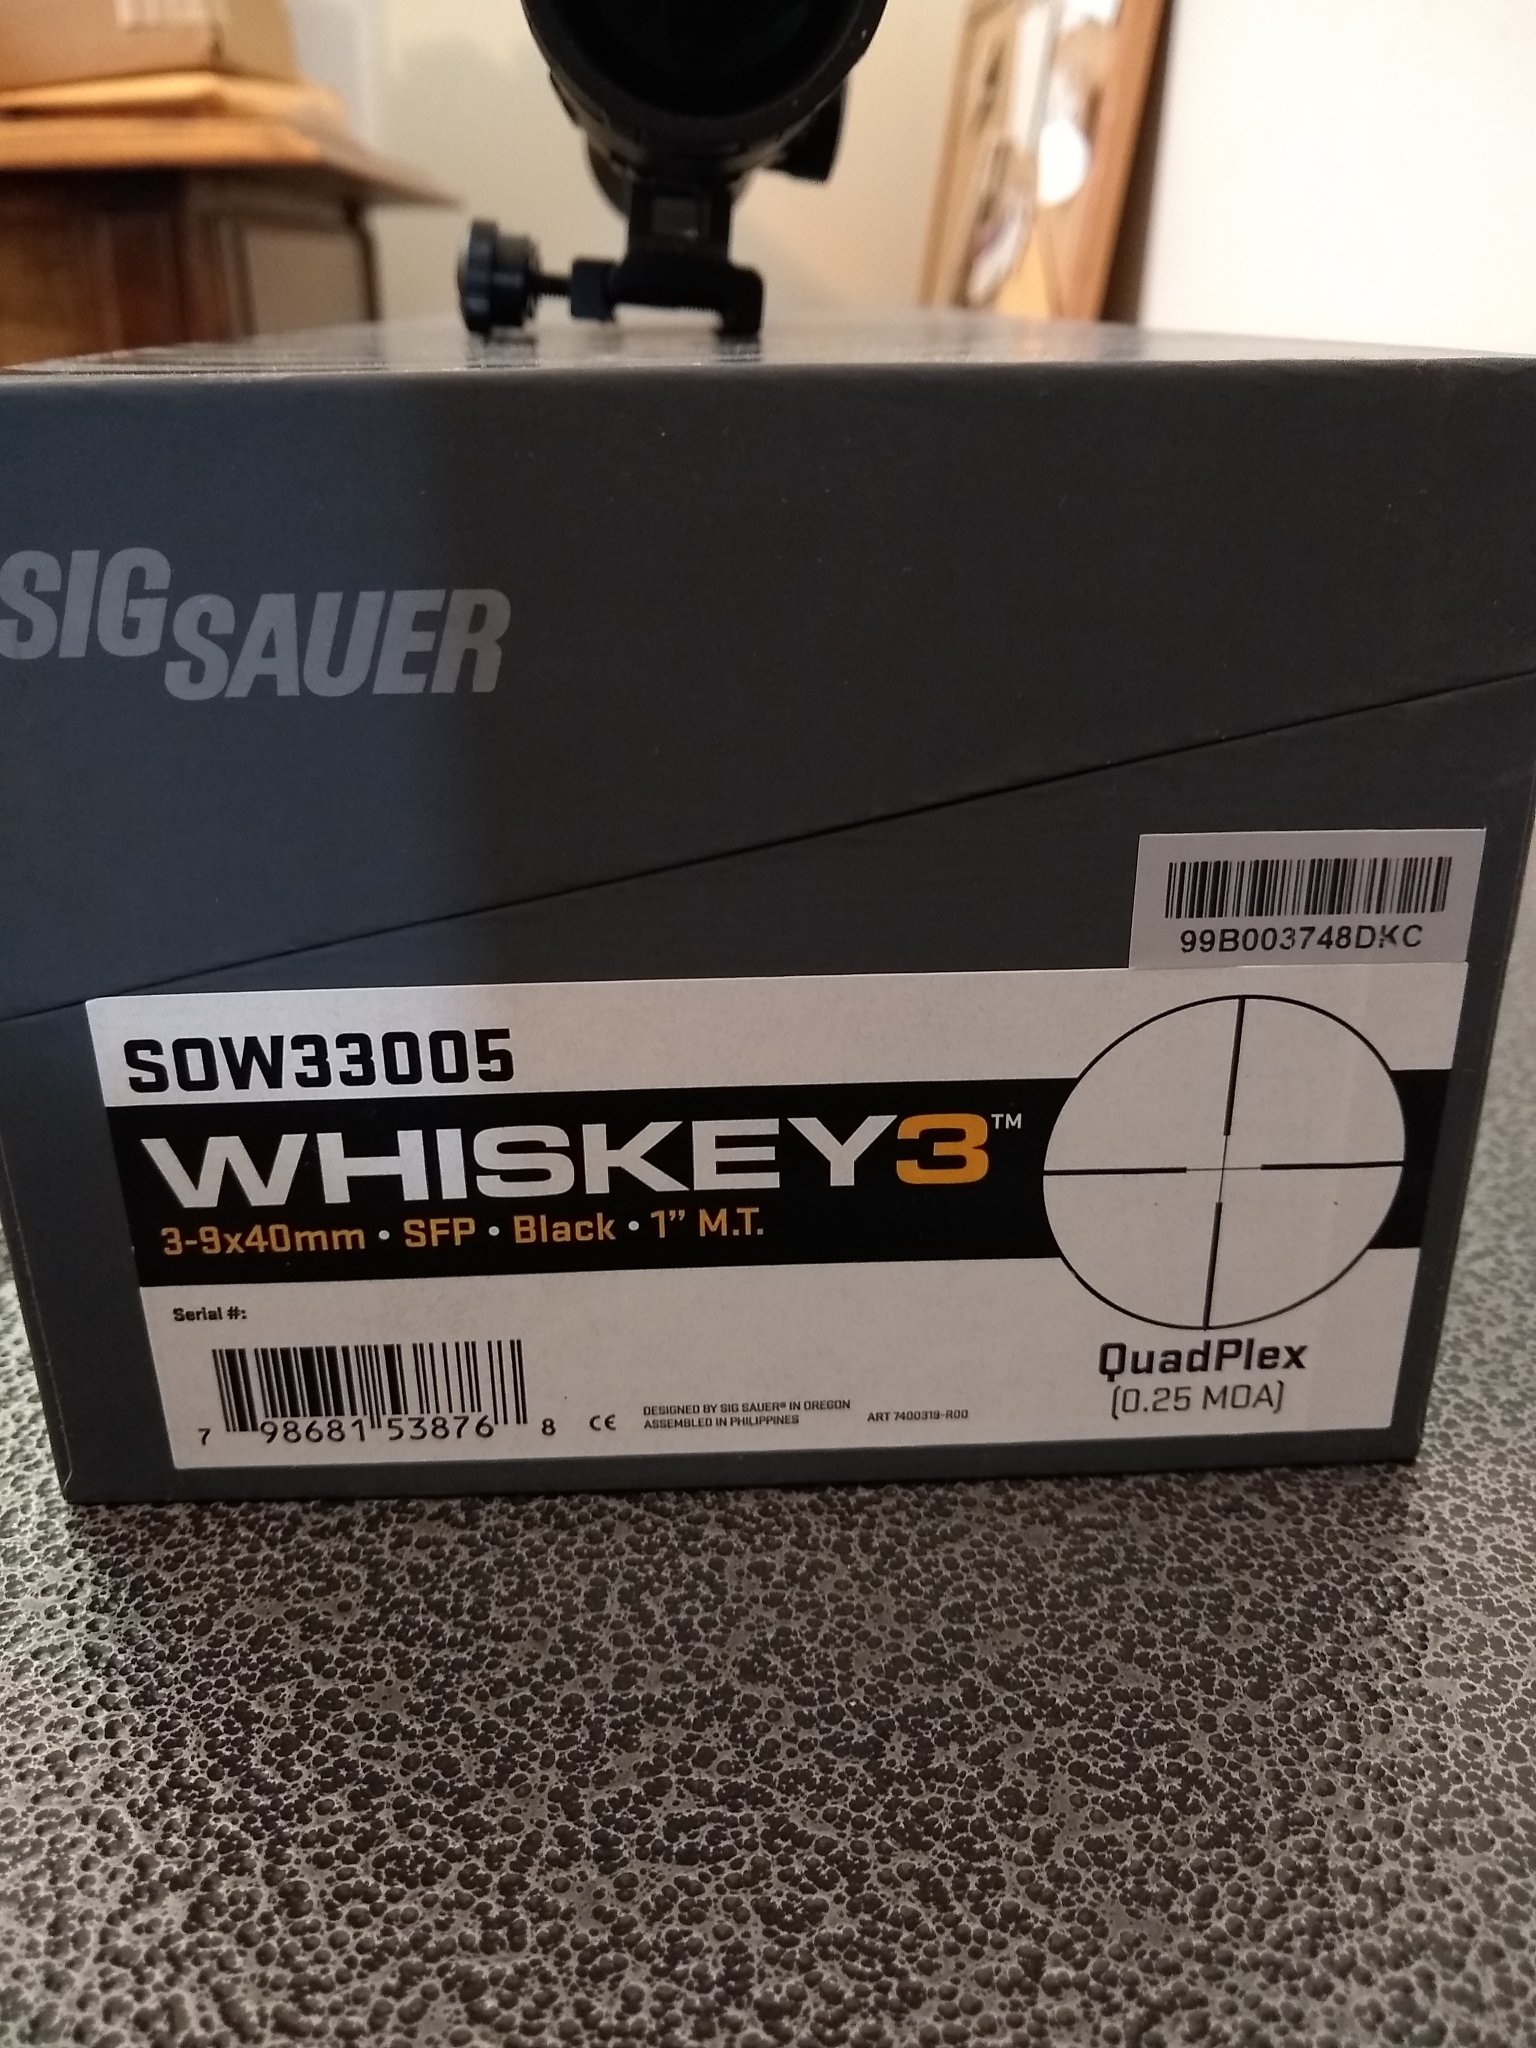 SIG SAUER
99B003748DKC
SOW33005
WHISKEY3™
3-9x40mm • SFP • Black • 1” M.T.
Serial #:
7 98681 53876 8
CE
DESIGNED BY SIG SAUER® IN OREGON
ASSEMBLED IN PHILIPPINES
ART 7400319-R00
QuadPlex
(0.25 MOA)